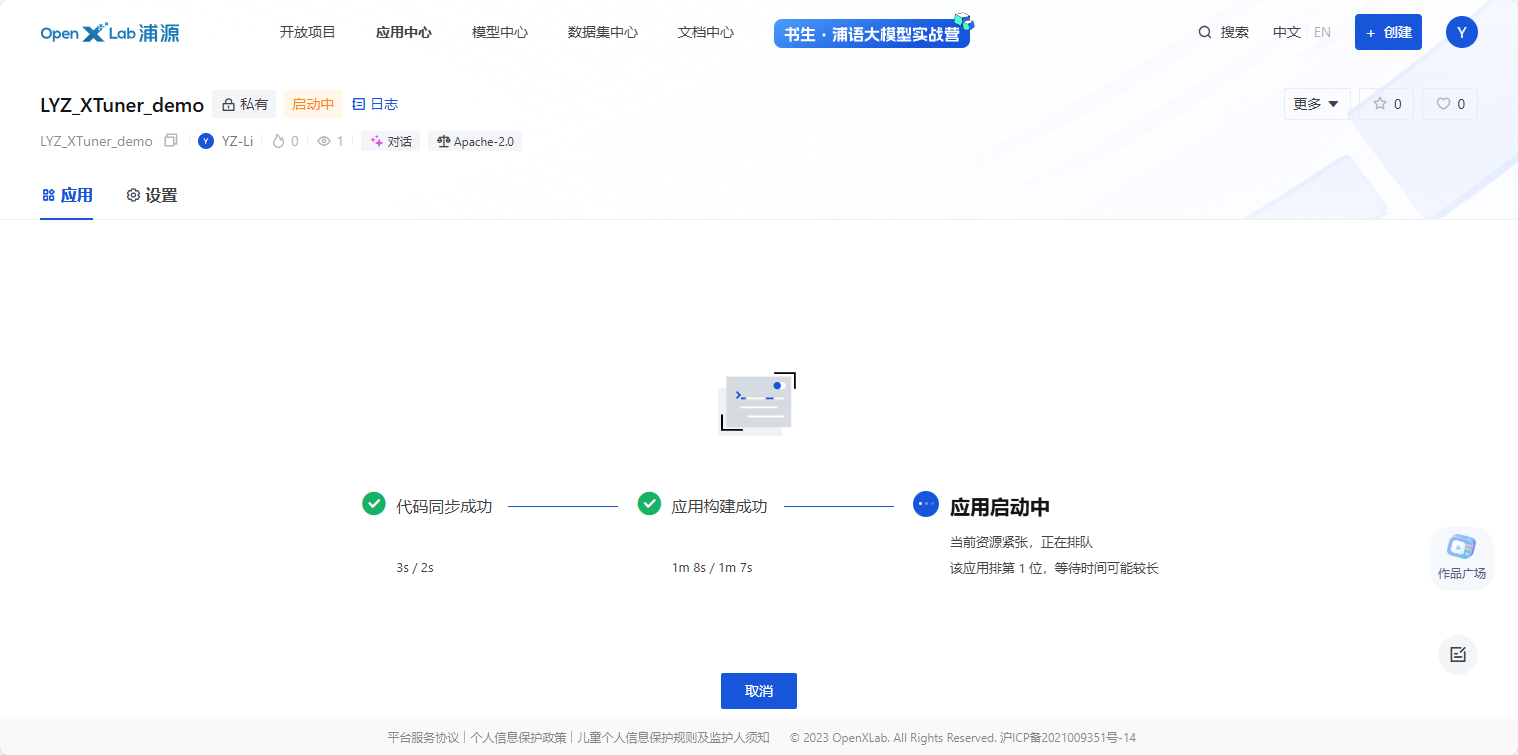 OpenXLab浦源 开放项目 应用中心 模型中心 数据集中心 文档中心 书生·浦语大模型实战营 搜索 中文 EN + 创建 Y
LYZ_XTuner_demo 私有 启动中 日志 更多 0 0
LYZ_XTuner_demo Y YZ-Li 0 1 对话 Apache-2.0
应用 设置
代码同步成功 应用构建成功 应用启动中
当前资源紧张，正在排队
3s / 2s 1m 8s / 1m 7s 该应用排第 1 位，等待时间可能较长
作品广场
取消
平台服务协议 | 个人信息保护政策 | 儿童个人信息保护规则及监护人须知 © 2023 OpenXLab. All Rights Reserved. 沪ICP备2021009351号-14